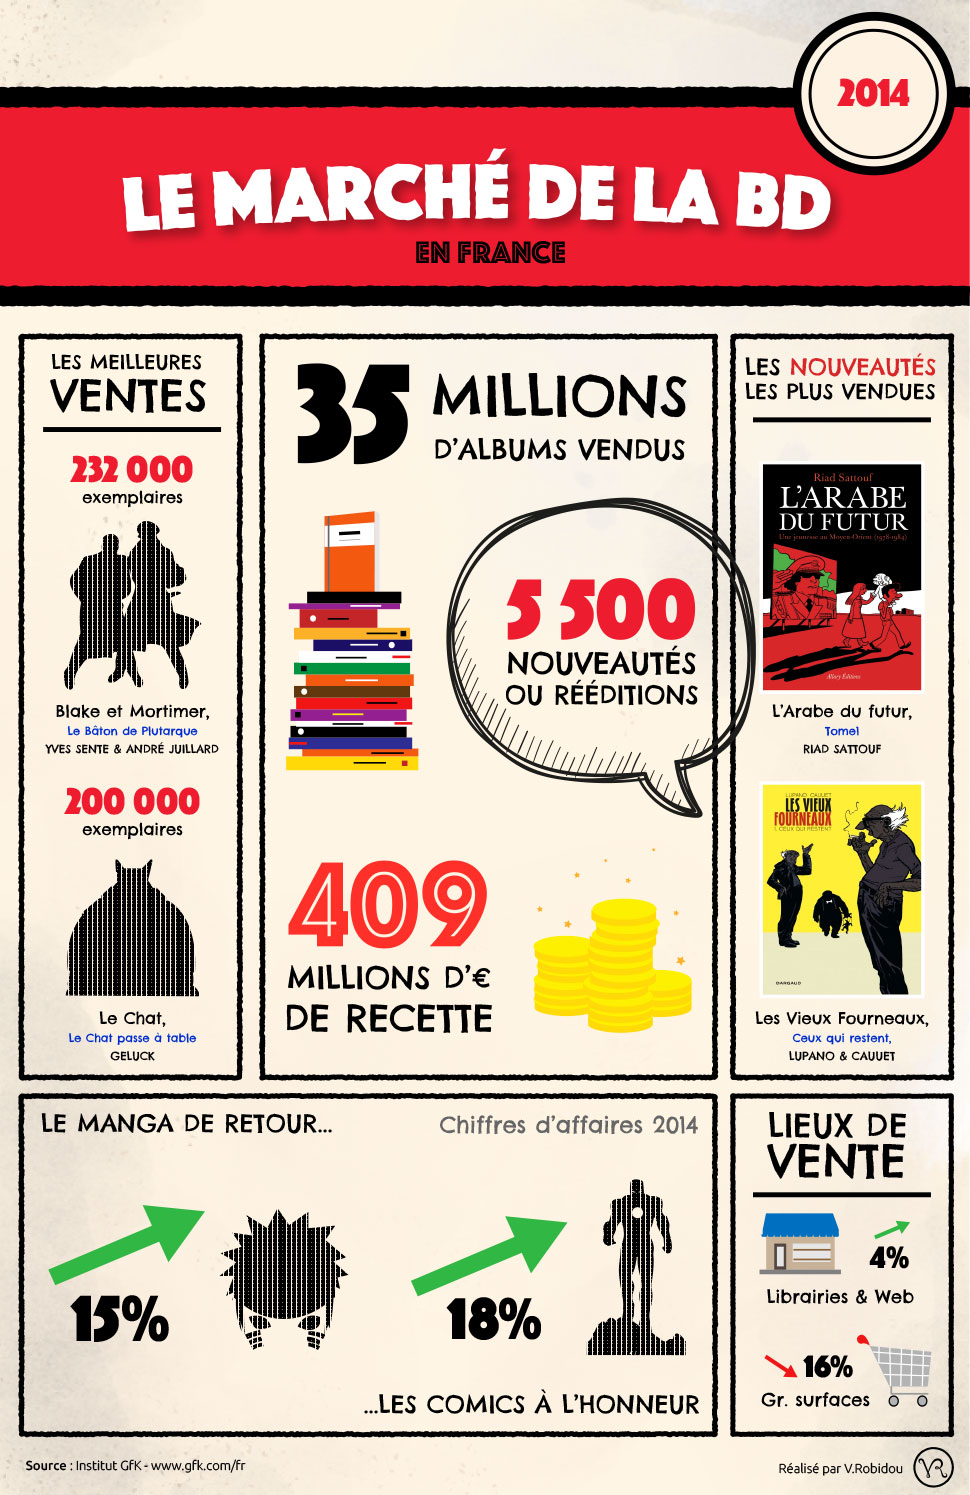 2014
LE MARCHÉ DE LA BD
EN FRANCE
LES MEILLEURES
VENTES
232 000
exemplaires
Blake et Mortimer,
Le Bâton de Plutarque
YVES SENTE & ANDRÉ JUILLARD
200 000
exemplaires
Le Chat,
Le Chat passe à table
GELUCK
35 MILLIONS
D'ALBUMS VENDUS
5 500
NOUVEAUTÉS
OU RÉÉDITIONS
409
MILLIONS D'€
DE RECETTE
LES NOUVEAUTÉS
LES PLUS VENDUES
Riad Sattouf
L'ARABE
DU FUTUR
Une jeunesse au Moyen-Orient (1978-1984)
Allary Éditions
L'Arabe du futur,
Tome1
RIAD SATTOUF
LUPANO CAUUET
LES VIEUX
FOURNEAUX
1. CEUX QUI RESTENT
DARGAUD
Les Vieux Fourneaux,
Ceux qui restent,
LUPANO & CAUUET
LE MANGA DE RETOUR...
Chiffres d'affaires 2014
15%
18%
...LES COMICS À L'HONNEUR
LIEUX DE
VENTE
4%
Librairies & Web
16%
Gr. surfaces
Source : Institut GfK - www.gfk.com/fr
Réalisé par V.Robidou
VR